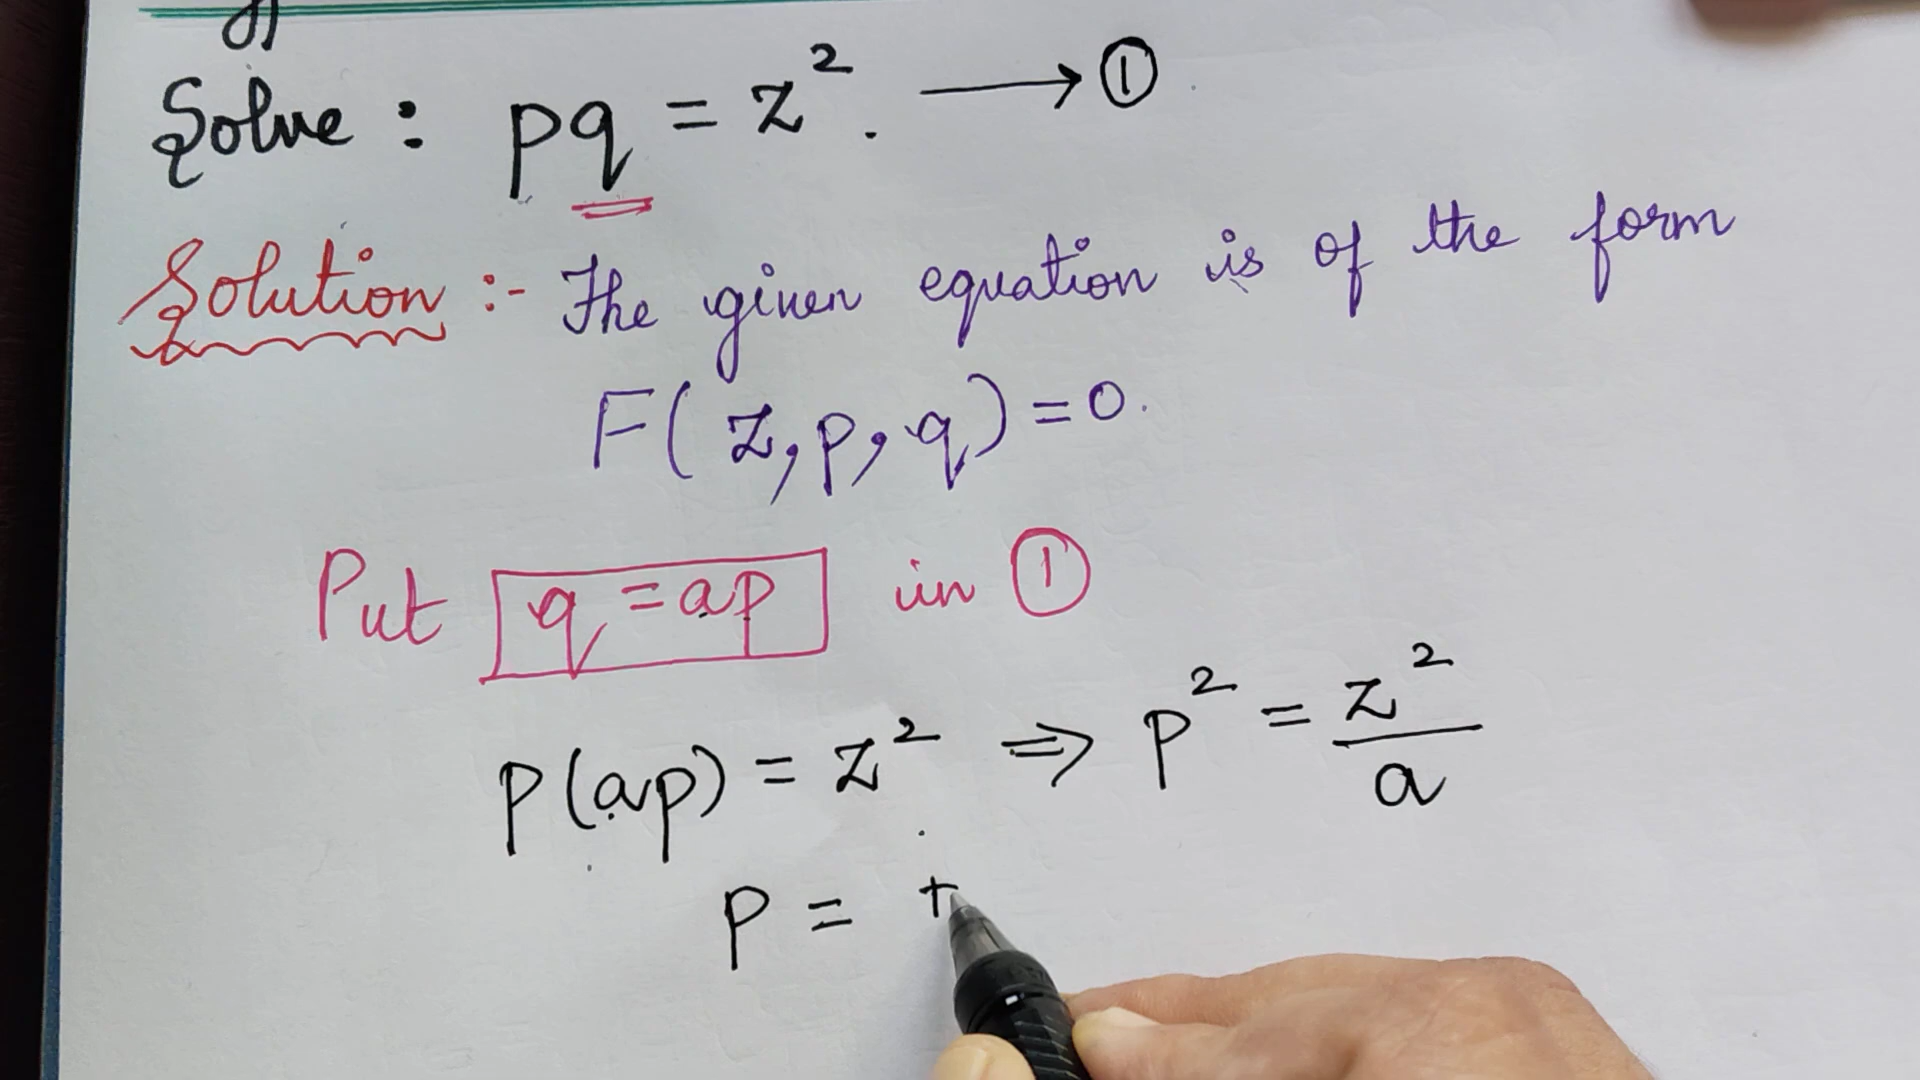 Solve : pq = z² . ⟶ ①
Solution :- The given equation is of the form
F( z, p, q ) = 0.
Put q = ap in ①
p(ap) = z² ⇒ p² = z²/a
p = +